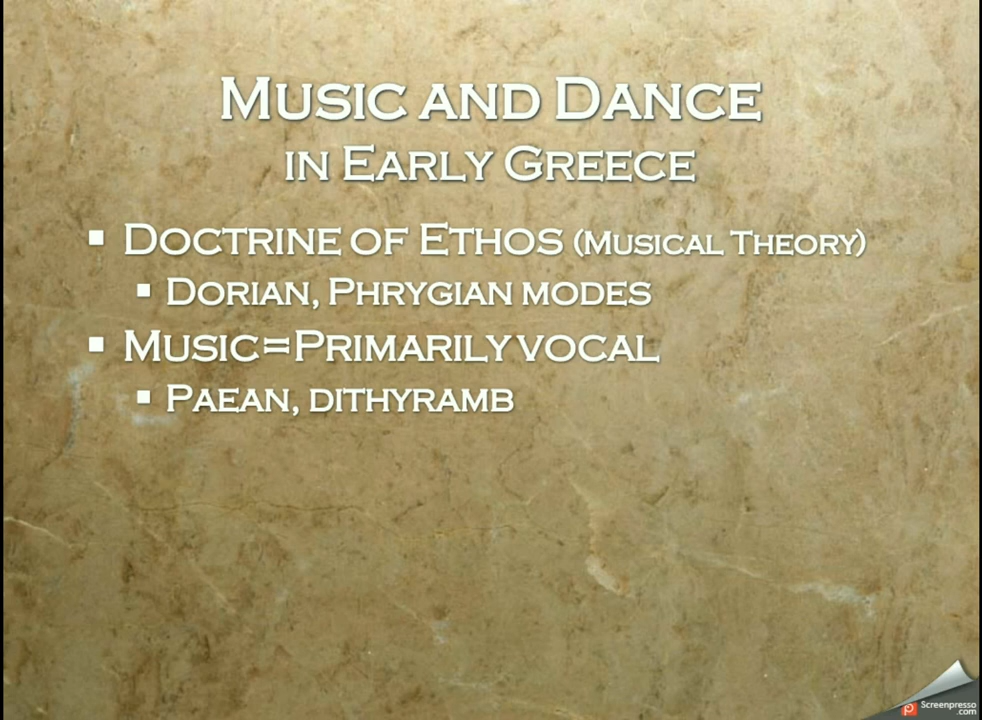 Music and Dance
in Early Greece
▪ Doctrine of Ethos (Musical Theory)
▪ Dorian, Phrygian modes
▪ Music=Primarily vocal
▪ Paean, dithyramb
Screenpresso
.com